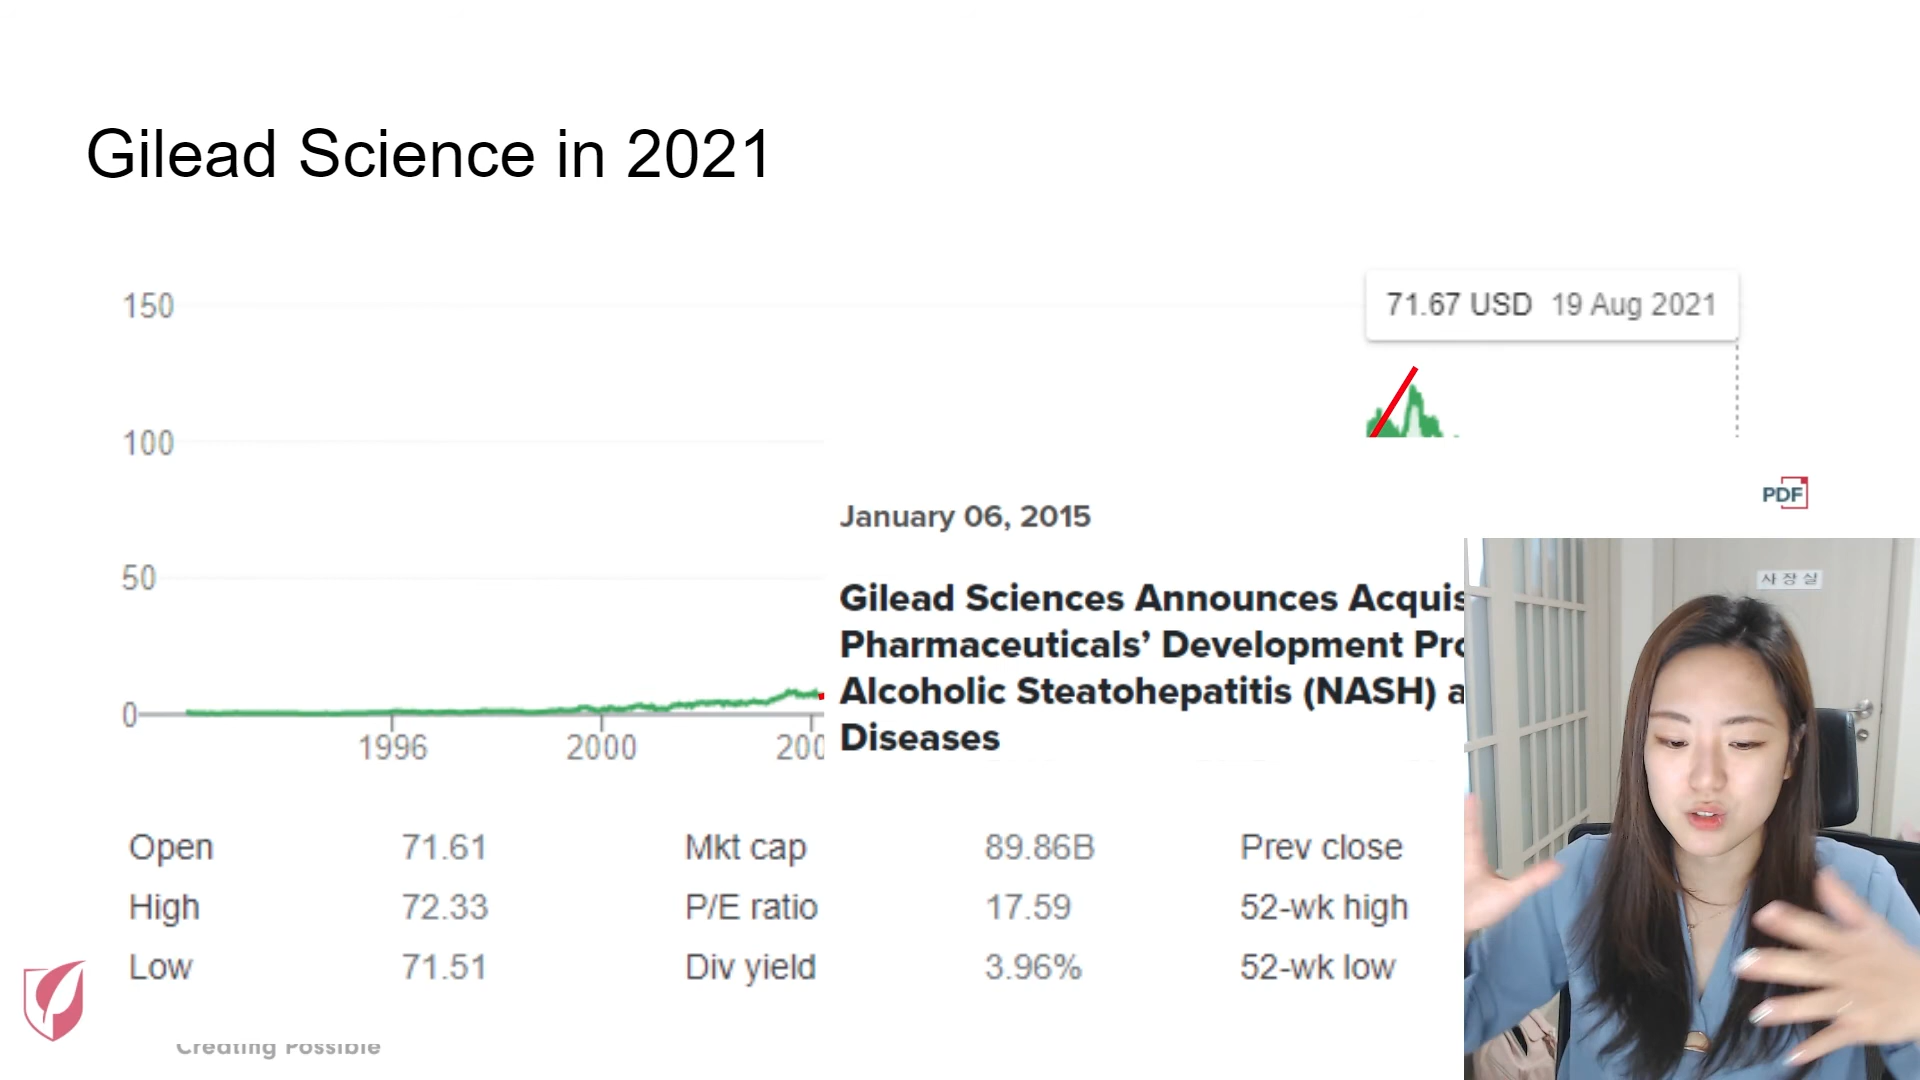 Gilead Science in 2021
150
71.67 USD 19 Aug 2021
100
PDF
January 06, 2015
50
사장실
Gilead Sciences Announces Acquis
Pharmaceuticals’ Development Pro
Alcoholic Steatohepatitis (NASH) a
Diseases
0
1996
2000
200
Open 71.61 Mkt cap 89.86B Prev close
High 72.33 P/E ratio 17.59 52-wk high
Low 71.51 Div yield 3.96% 52-wk low
Creating Possible